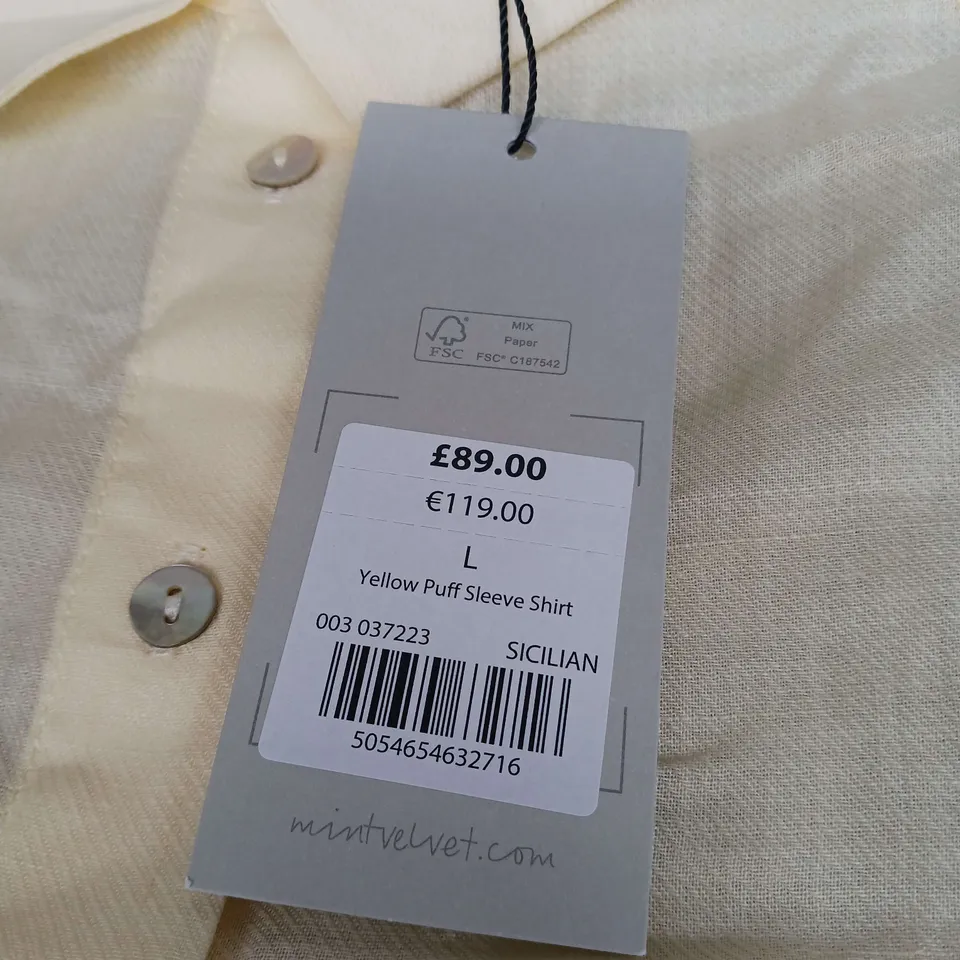 FSC®
MIX
Paper
FSC® C187542
£89.00
€119.00
L
Yellow Puff Sleeve Shirt
003 037223
SICILIAN
5054654632716
mintvelvet.com